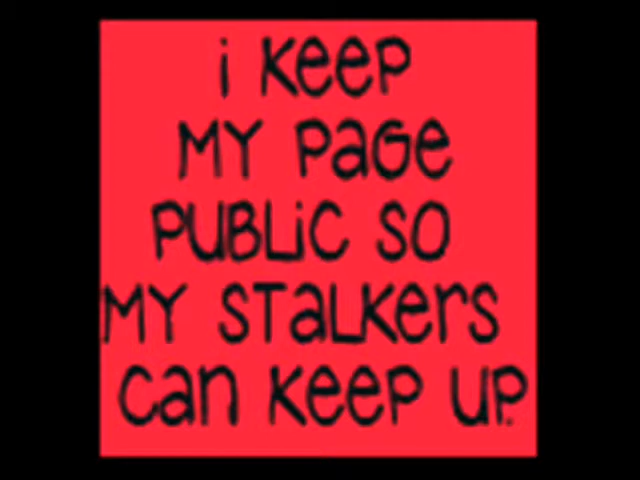 i Keep
MY PaGe
PUBLiC SO
MY STaLKers
Can Keep UP.